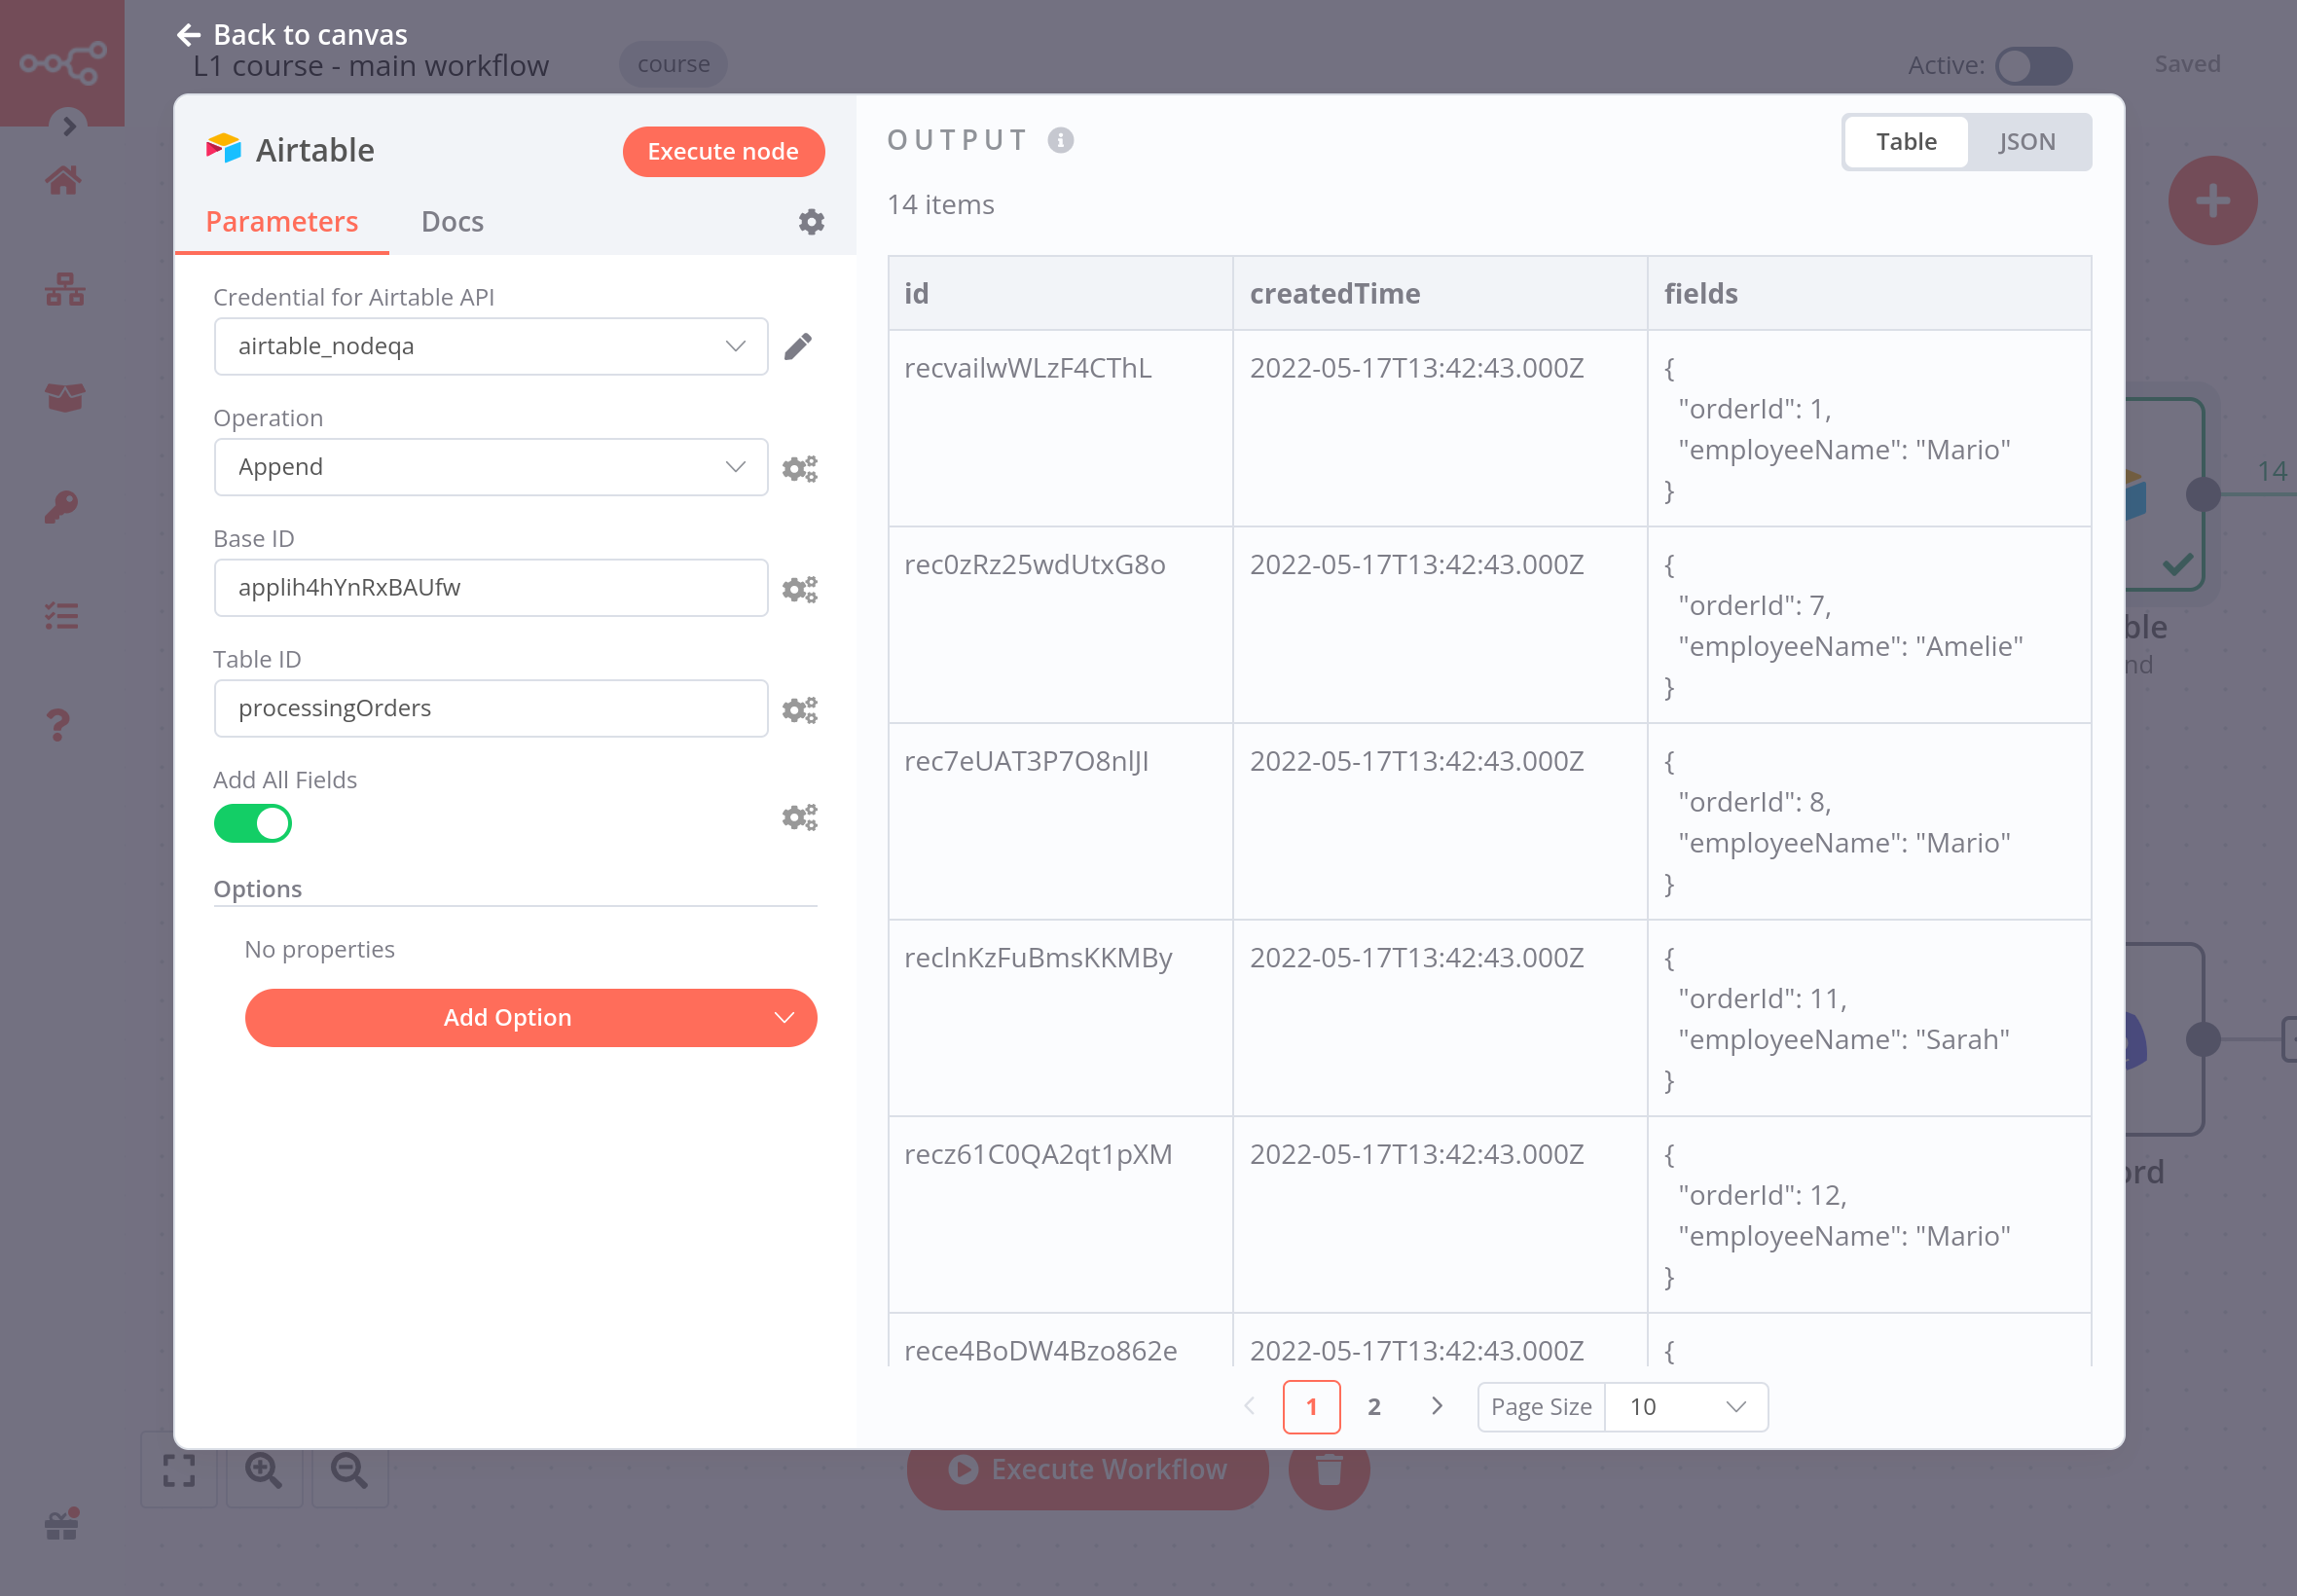 Back to canvas
L1 course - main workflow
course
Active:
Saved
Airtable
Execute node
Parameters
Docs
Credential for Airtable API
airtable_nodeqa
Operation
Append
Base ID
applih4hYnRxBAUfw
Table ID
processingOrders
Add All Fields
Options
No properties
Add Option
OUTPUT
Table
JSON
14 items
id createdTime fields
recvailwWLzF4CThL 2022-05-17T13:42:43.000Z {
"orderId": 1,
"employeeName": "Mario"
}
rec0zRz25wdUtxG8o 2022-05-17T13:42:43.000Z {
"orderId": 7,
"employeeName": "Amelie"
}
rec7eUAT3P7O8nlJI 2022-05-17T13:42:43.000Z {
"orderId": 8,
"employeeName": "Mario"
}
reclnKzFuBmsKKMBy 2022-05-17T13:42:43.000Z {
"orderId": 11,
"employeeName": "Sarah"
}
recz61C0QA2qt1pXM 2022-05-17T13:42:43.000Z {
"orderId": 12,
"employeeName": "Mario"
}
rece4BoDW4Bzo862e 2022-05-17T13:42:43.000Z {
1 2 Page Size 10
14
ble
nd
ord
Execute Workflow